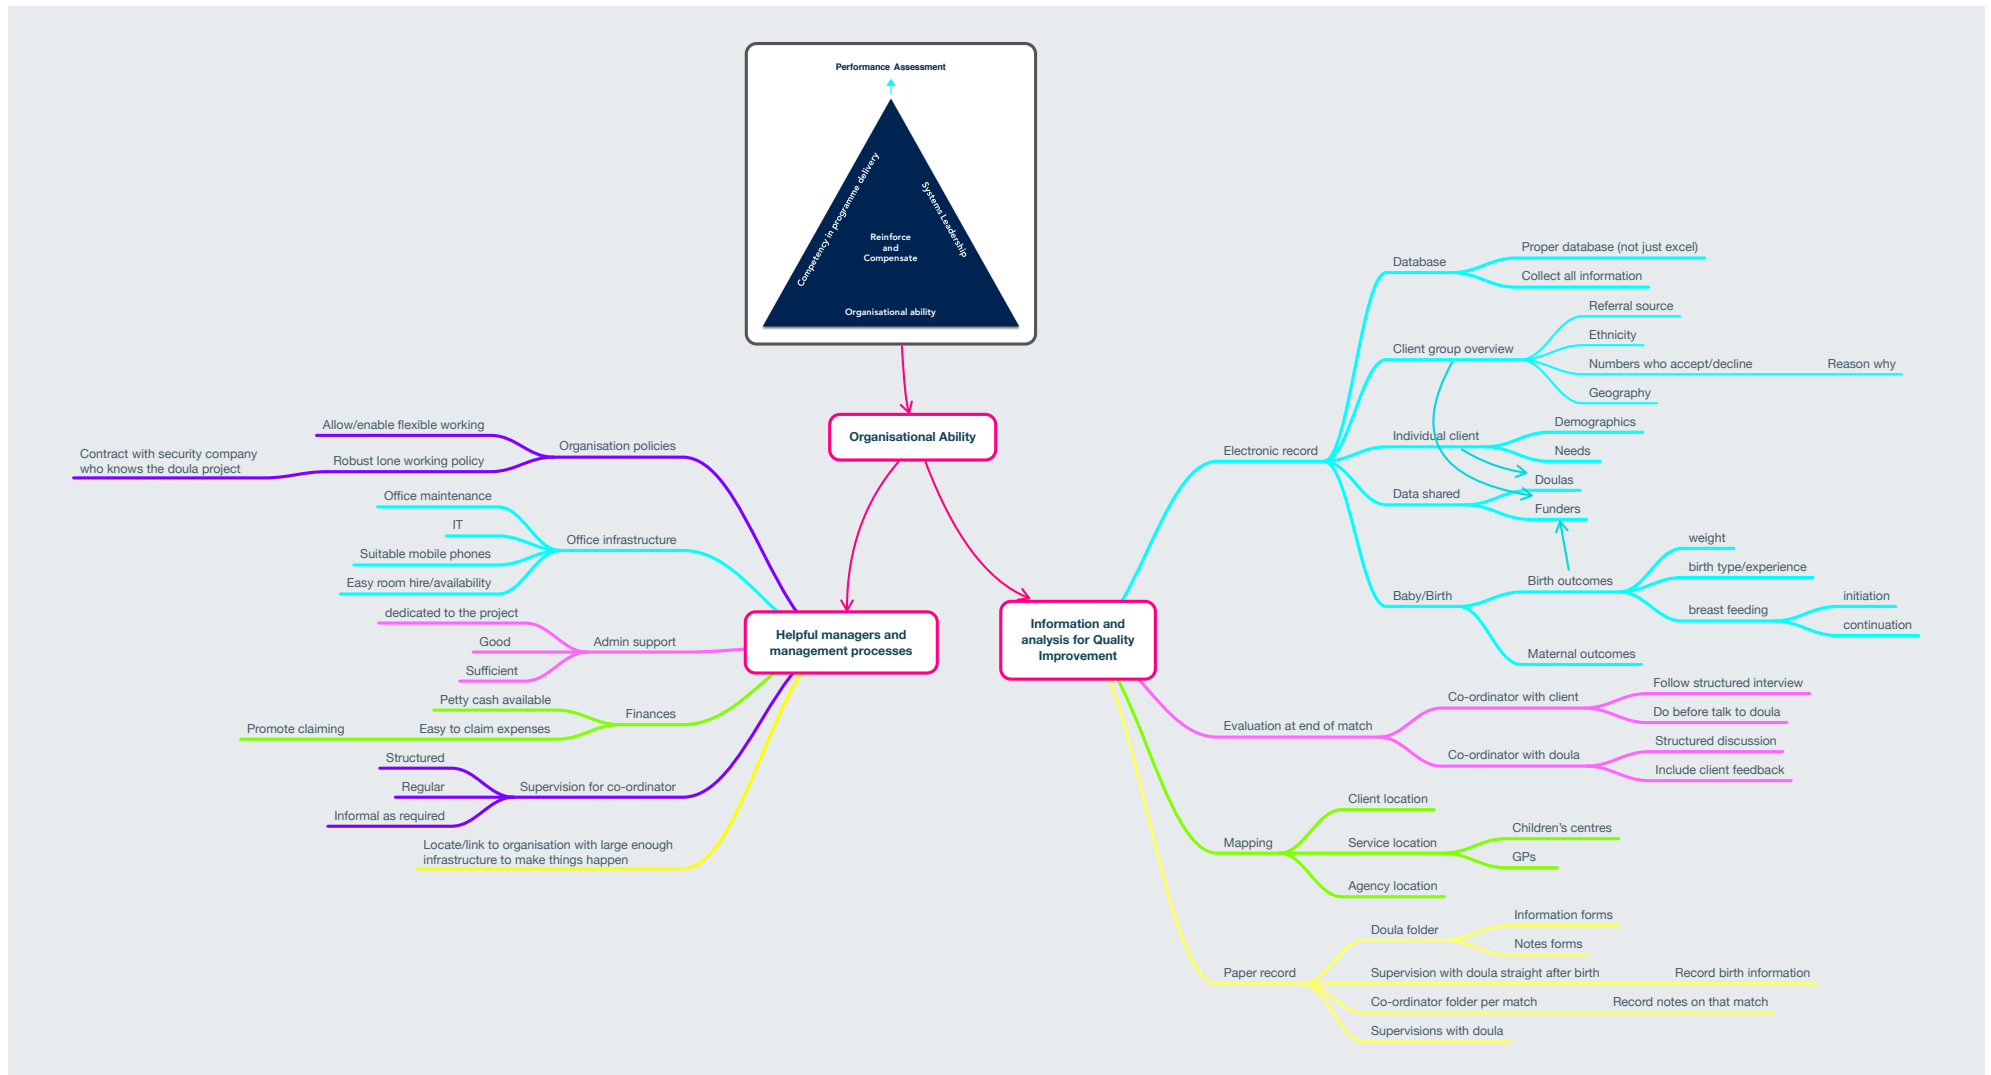 Performance Assessment
Competency in programme delivery
Systems Leadership
Reinforce
and
Compensate
Organisational ability
Organisational Ability
Helpful managers and
management processes
Organisation policies
Allow/enable flexible working
Robust lone working policy
Contract with security company
who knows the doula project
Office infrastructure
Office maintenance
IT
Suitable mobile phones
Easy room hire/availability
Admin support
dedicated to the project
Good
Sufficient
Finances
Petty cash available
Easy to claim expenses
Promote claiming
Supervision for co-ordinator
Structured
Regular
Informal as required
Locate/link to organisation with large enough
infrastructure to make things happen
Information and
analysis for Quality
Improvement
Electronic record
Database
Proper database (not just excel)
Collect all information
Client group overview
Referral source
Ethnicity
Numbers who accept/decline
Reason why
Geography
Individual client
Demographics
Needs
Data shared
Doulas
Funders
Baby/Birth
Birth outcomes
weight
birth type/experience
breast feeding
initiation
continuation
Maternal outcomes
Evaluation at end of match
Co-ordinator with client
Follow structured interview
Do before talk to doula
Co-ordinator with doula
Structured discussion
Include client feedback
Mapping
Client location
Service location
Children’s centres
GPs
Agency location
Paper record
Doula folder
Information forms
Notes forms
Supervision with doula straight after birth
Record birth information
Co-ordinator folder per match
Record notes on that match
Supervisions with doula